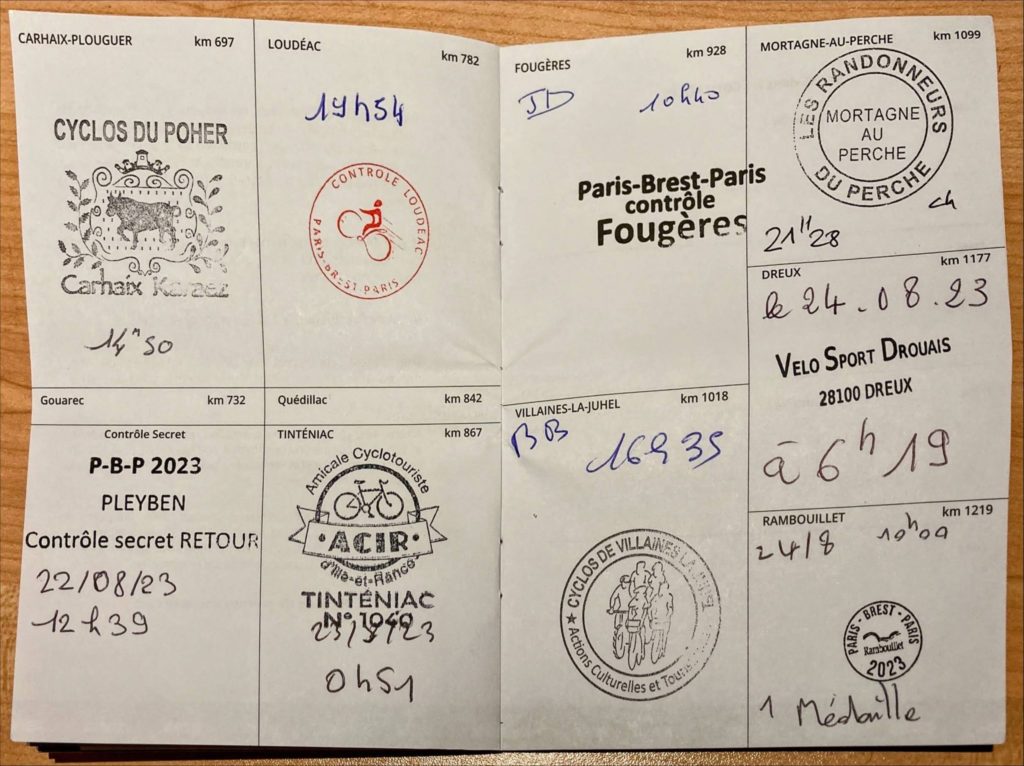 CARHAIX-PLOUGUER km 697
CYCLOS DU POHER
Carhaix Karaez
14h50
Gouarec km 732
Contrôle Secret
P-B-P 2023
PLEYBEN
Contrôle secret RETOUR
22/08/23
12h39
LOUDÉAC km 782
19h54
CONTROLE LOUDEAC
PARIS-BREST-PARIS
Quédillac km 842
TINTÉNIAC km 867
Amicale Cyclotouriste
ACIR
d'Ille-et-Rance
TINTÉNIAC
N° 1049
23/8/23
0h51
FOUGÈRES km 928
JD 10h40
Paris-Brest-Paris
contrôle
Fougères
VILLAINES-LA-JUHEL km 1018
BB 16h35
CYCLOS DE VILLAINES LA JUHEL
Actions Culturelles et
MORTAGNE-AU-PERCHE km 1099
LES RANDONNEURS
MORTAGNE
AU
PERCHE
DU PERCHE
ch
21H28
DREUX km 1177
le 24.08.23
VELO SPORT DROUAIS
28100 DREUX
à 6h19
RAMBOUILLET km 1219
24/8 10h00
PARIS - BREST - PARIS
Rambouillet
2023
1 Médaille